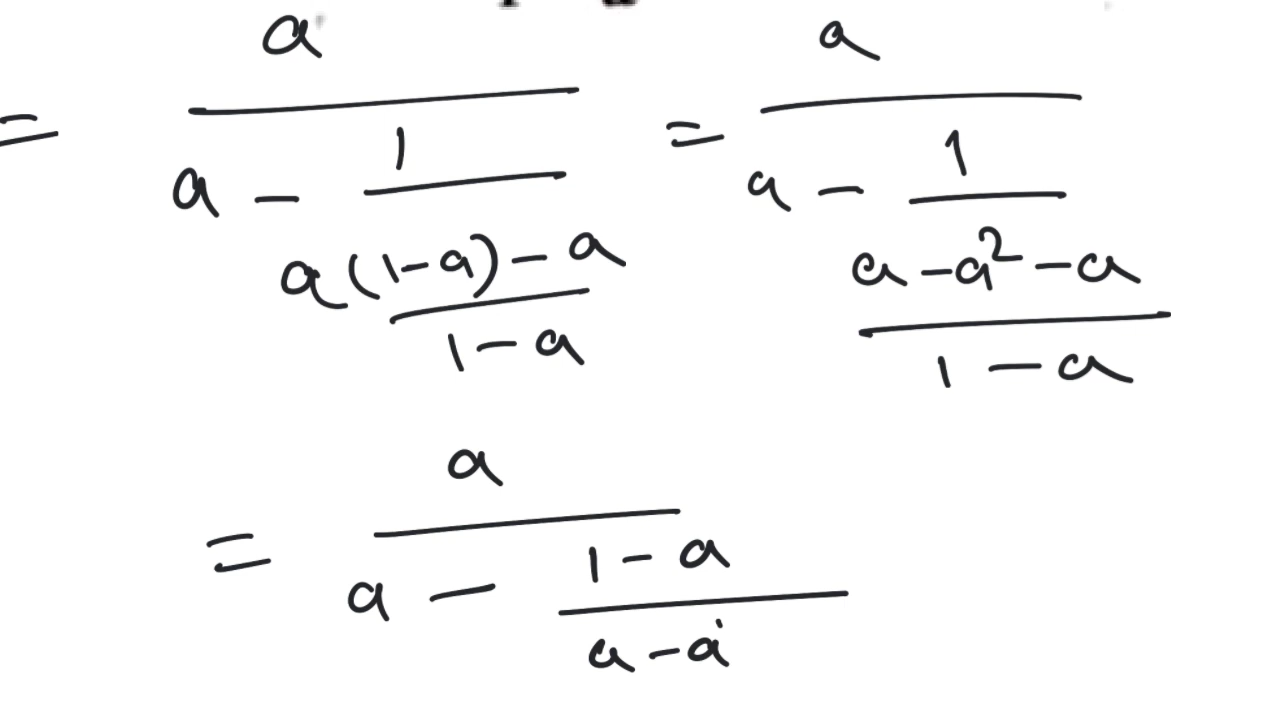 = a / (a - 1 / ((a(1-a) - a) / (1 - a))) = a / (a - 1 / ((a - a² - a) / (1 - a)))
= a / (a - (1 - a) / (a - a))